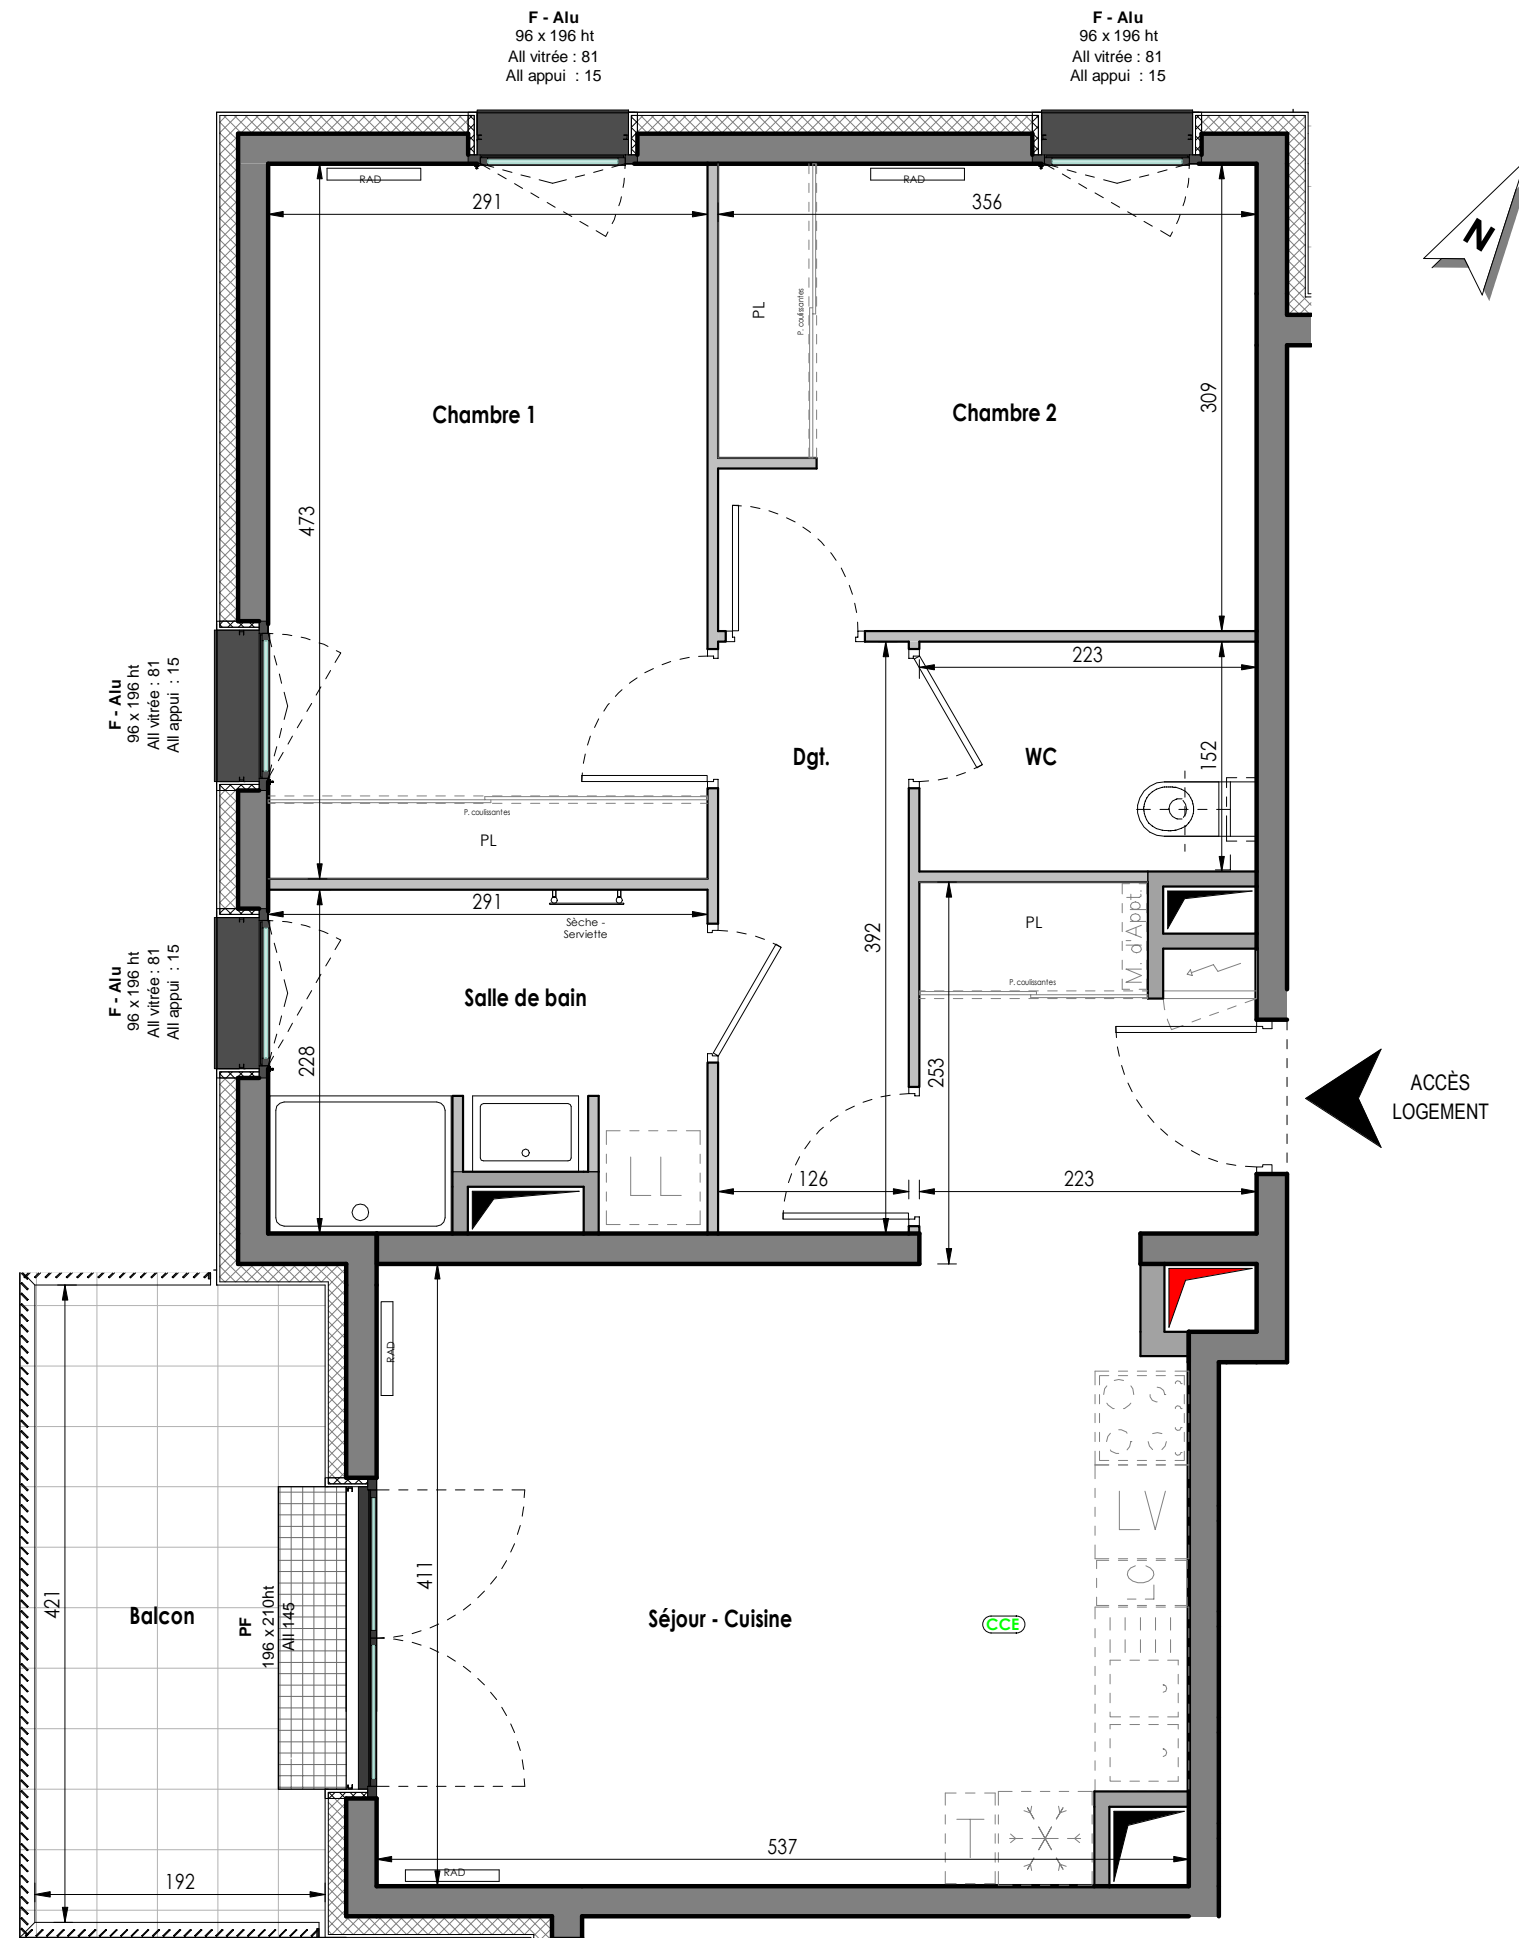 F - Alu
96 x 196 ht
All vitrée : 81
All appui : 15
F - Alu
96 x 196 ht
All vitrée : 81
All appui : 15
N
RAD
RAD
291
356
PL
P. coulissantes
Chambre 1
Chambre 2
309
473
F - Alu
96 x 196 ht
All vitrée : 81
All appui : 15
223
Dgt.
WC
152
P. coulissantes
PL
291
Sèche -
Serviette
392
PL
M. d'Appt.
P. coulissantes
F - Alu
96 x 196 ht
All vitrée : 81
All appui : 15
Salle de bain
228
253
ACCÈS
LOGEMENT
LL
126
223
RAD
LV
411
421
LC
Balcon
PF
196 x 210ht
All 145
Séjour - Cuisine
CCE
T
537
RAD
192